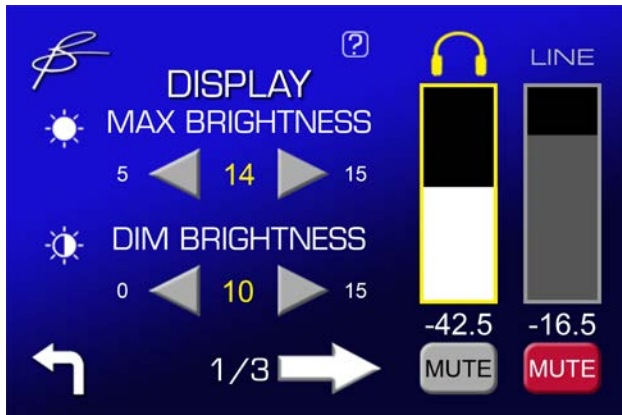 ?
LINE
DISPLAY
MAX BRIGHTNESS
5 14 15
DIM BRIGHTNESS
0 10 15
-42.5 -16.5
1/3 MUTE MUTE